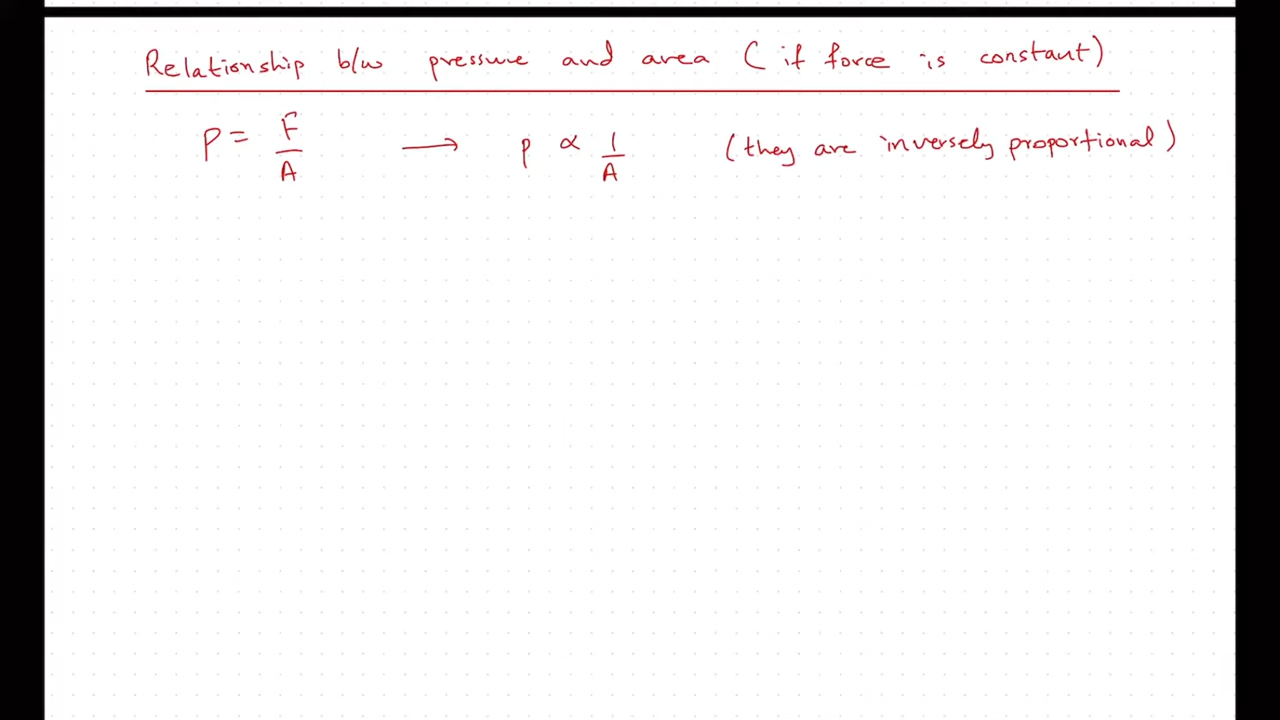 Relationship b/w pressure and area (if force is constant)
P = F/A → p ∝ 1/A (they are inversely proportional)